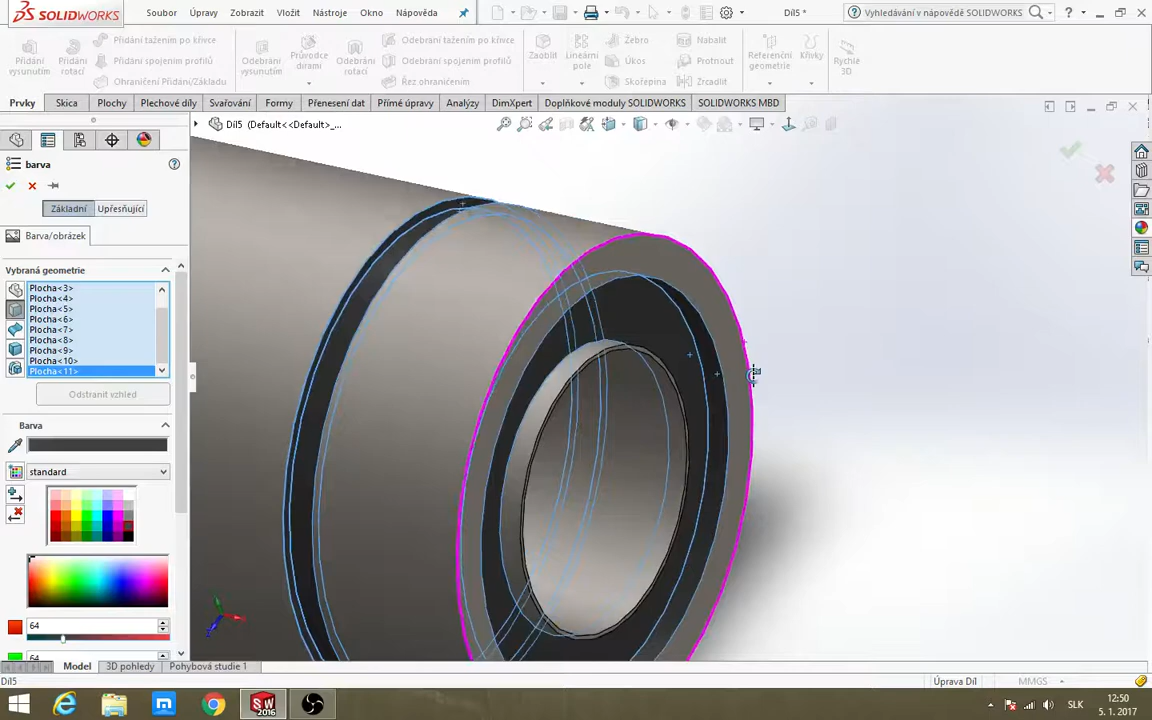 SOLIDWORKS
Soubor Úpravy Zobrazit Vložit Nástroje Okno Nápověda
Díl5 *
Vyhledávání v nápovědě SOLIDWORKS
Přidání vysunutím
Přidání rotací
Přidání tažením po křivce
Přidání spojením profilů
Ohraničení Přidání/Základu
Odebrání vysunutím
Průvodce dírami
Odebrání rotací
Odebrání tažením po křivce
Odebrání spojením profilů
Řez ohraničením
Zaoblit
Lineární pole
Žebro
Úkos
Skořepina
Nabalit
Protnout
Zrcadlit
Referenční geometrie
Křivky
Rychlé 3D
Prvky Skica Plochy Plechové díly Svařování Formy Přenesení dat Přímé úpravy Analýzy DimXpert Doplňkové moduly SOLIDWORKS SOLIDWORKS MBD
Díl5 (Default<<Default>_...
barva
Základní Upřesňující
Barva/obrázek
Vybraná geometrie
Plocha<3>
Plocha<4>
Plocha<5>
Plocha<6>
Plocha<7>
Plocha<8>
Plocha<9>
Plocha<10>
Plocha<11>
Odstranit vzhled
Barva
standard
64
64
Model 3D pohledy Pohybová studie 1
Díl5 Úprava Díl MMGS
SW 2016
SLK
12:50
5. 1. 2017